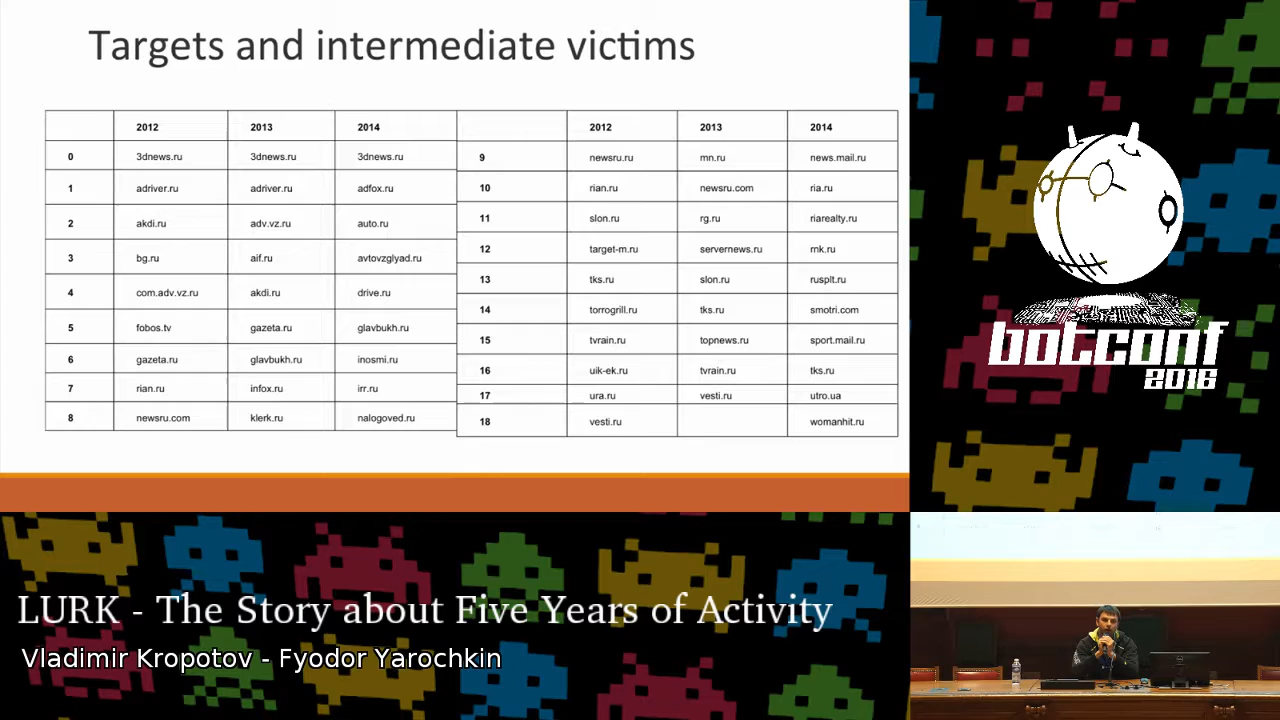 Targets and intermediate victims
2012 2013 2014
0 3dnews.ru 3dnews.ru 3dnews.ru
1 adriver.ru adriver.ru adfox.ru
2 akdi.ru adv.vz.ru auto.ru
3 bg.ru aif.ru avtovzglyad.ru
4 com.adv.vz.ru akdi.ru drive.ru
5 fobos.tv gazeta.ru glavbukh.ru
6 gazeta.ru glavbukh.ru inosmi.ru
7 rian.ru infox.ru irr.ru
8 newsru.com klerk.ru nalogoved.ru
2012 2013 2014
9 newsru.ru mn.ru news.mail.ru
10 rian.ru newsru.com ria.ru
11 slon.ru rg.ru riarealty.ru
12 target-m.ru servernews.ru rnk.ru
13 tks.ru slon.ru rusplt.ru
14 torrogrill.ru tks.ru smotri.com
15 tvrain.ru topnews.ru sport.mail.ru
16 uik-ek.ru tvrain.ru tks.ru
17 ura.ru vesti.ru utro.ua
18 vesti.ru womanhit.ru
botconf
2016
LURK - The Story about Five Years of Activity
Vladimir Kropotov - Fyodor Yarochkin